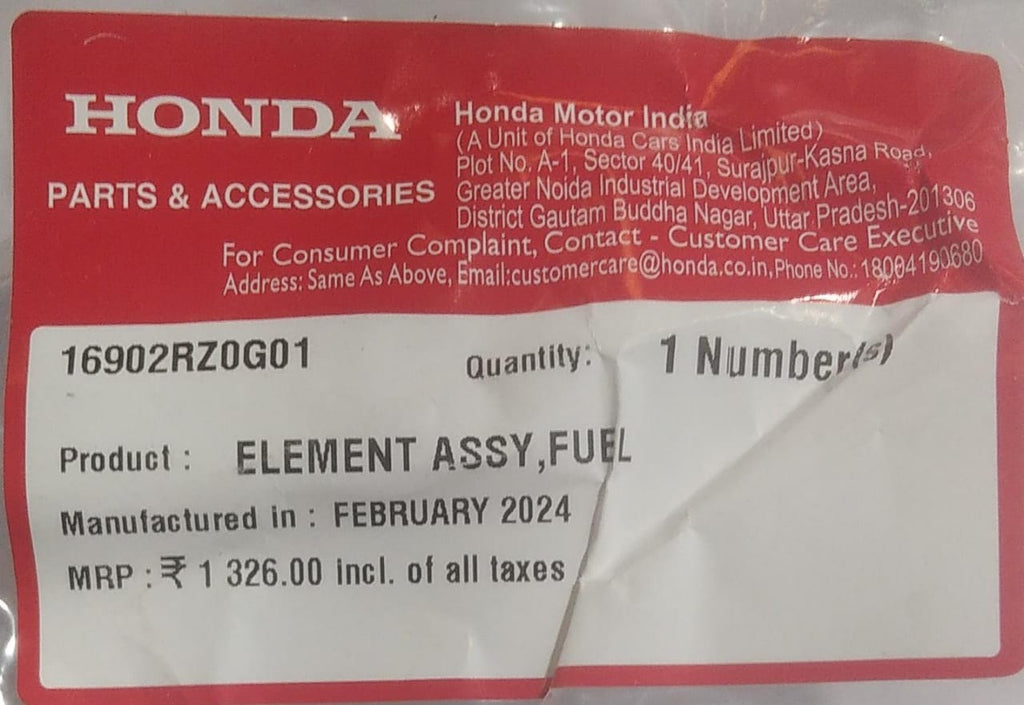 HONDA
PARTS & ACCESSORIES
Honda Motor India
(A Unit of Honda Cars India Limited)
Plot No. A-1, Sector 40/41, Surajpur-Kasna Road,
Greater Noida Industrial Development Area,
District Gautam Buddha Nagar, Uttar Pradesh-201306
For Consumer Complaint, Contact - Customer Care Executive
Address: Same As Above, Email:customercare@honda.co.in, Phone No.: 18004190680
16902RZ0G01
Quantity: 1 Number(s)
Product : ELEMENT ASSY,FUEL
Manufactured in : FEBRUARY 2024
MRP : ₹ 1 326.00 incl. of all taxes